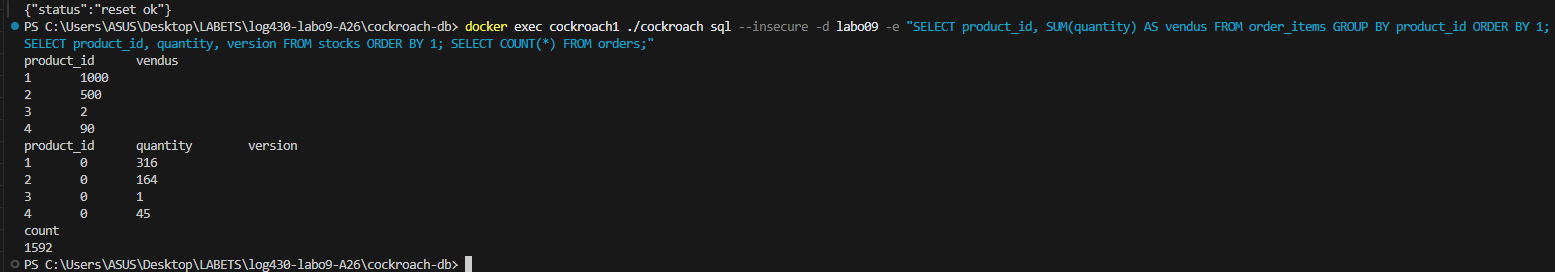 {"status":"reset ok"}
PS C:\Users\ASUS\Desktop\LABETS\log430-labo9-A26\cockroach-db> docker exec cockroach1 ./cockroach sql --insecure -d labo09 -e "SELECT product_id, SUM(quantity) AS vendus FROM order_items GROUP BY product_id ORDER BY 1;
SELECT product_id, quantity, version FROM stocks ORDER BY 1; SELECT COUNT(*) FROM orders;"
product_id vendus
1 1000
2 500
3 2
4 90
product_id quantity version
1 0 316
2 0 164
3 0 1
4 0 45
count
1592
PS C:\Users\ASUS\Desktop\LABETS\log430-labo9-A26\cockroach-db>